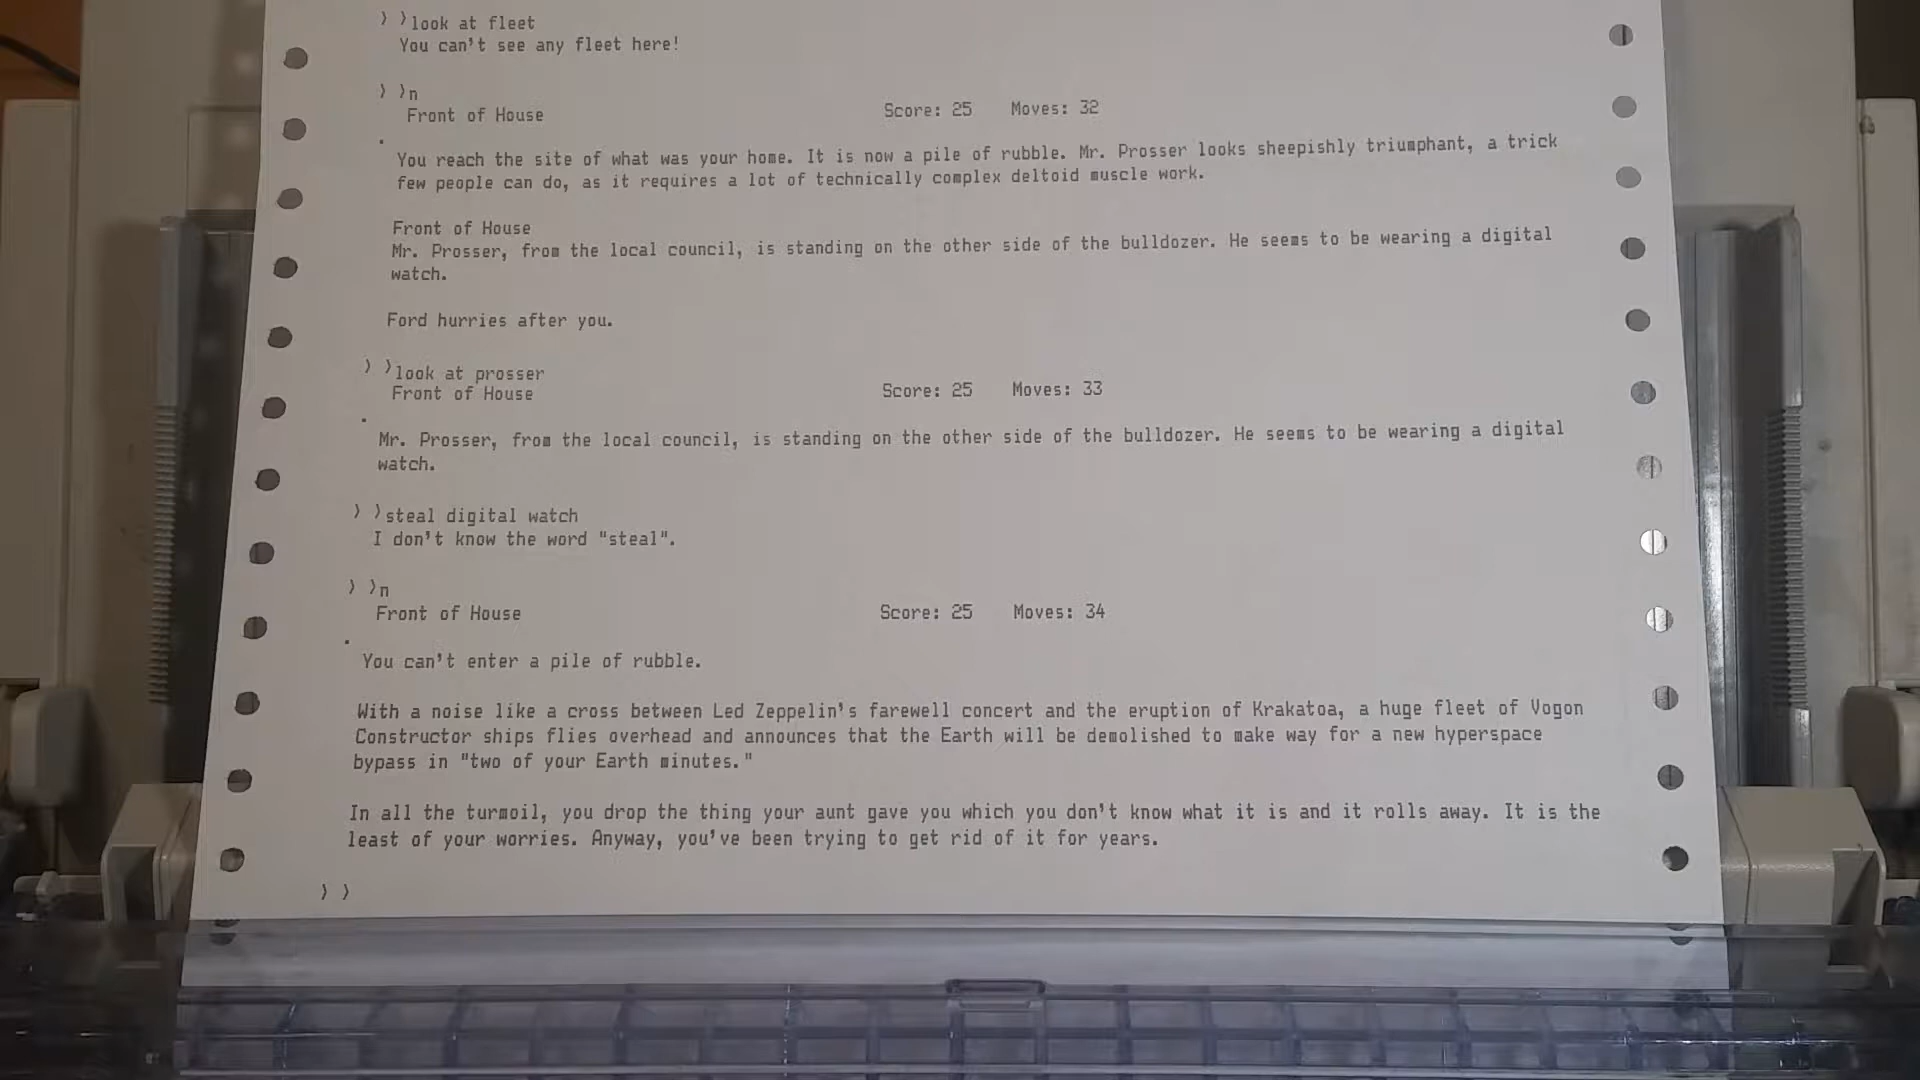 > >look at fleet
You can't see any fleet here!
> >n
Front of House Score: 25 Moves: 32
.
You reach the site of what was your home. It is now a pile of rubble. Mr. Prosser looks sheepishly triumphant, a trick
few people can do, as it requires a lot of technically complex deltoid muscle work.
Front of House
Mr. Prosser, from the local council, is standing on the other side of the bulldozer. He seems to be wearing a digital
watch.
Ford hurries after you.
> >look at prosser
Front of House Score: 25 Moves: 33
.
Mr. Prosser, from the local council, is standing on the other side of the bulldozer. He seems to be wearing a digital
watch.
> >steal digital watch
I don't know the word "steal".
> >n
Front of House Score: 25 Moves: 34
.
You can't enter a pile of rubble.
With a noise like a cross between Led Zeppelin's farewell concert and the eruption of Krakatoa, a huge fleet of Vogon
Constructor ships flies overhead and announces that the Earth will be demolished to make way for a new hyperspace
bypass in "two of your Earth minutes."
In all the turmoil, you drop the thing your aunt gave you which you don't know what it is and it rolls away. It is the
least of your worries. Anyway, you've been trying to get rid of it for years.
> >